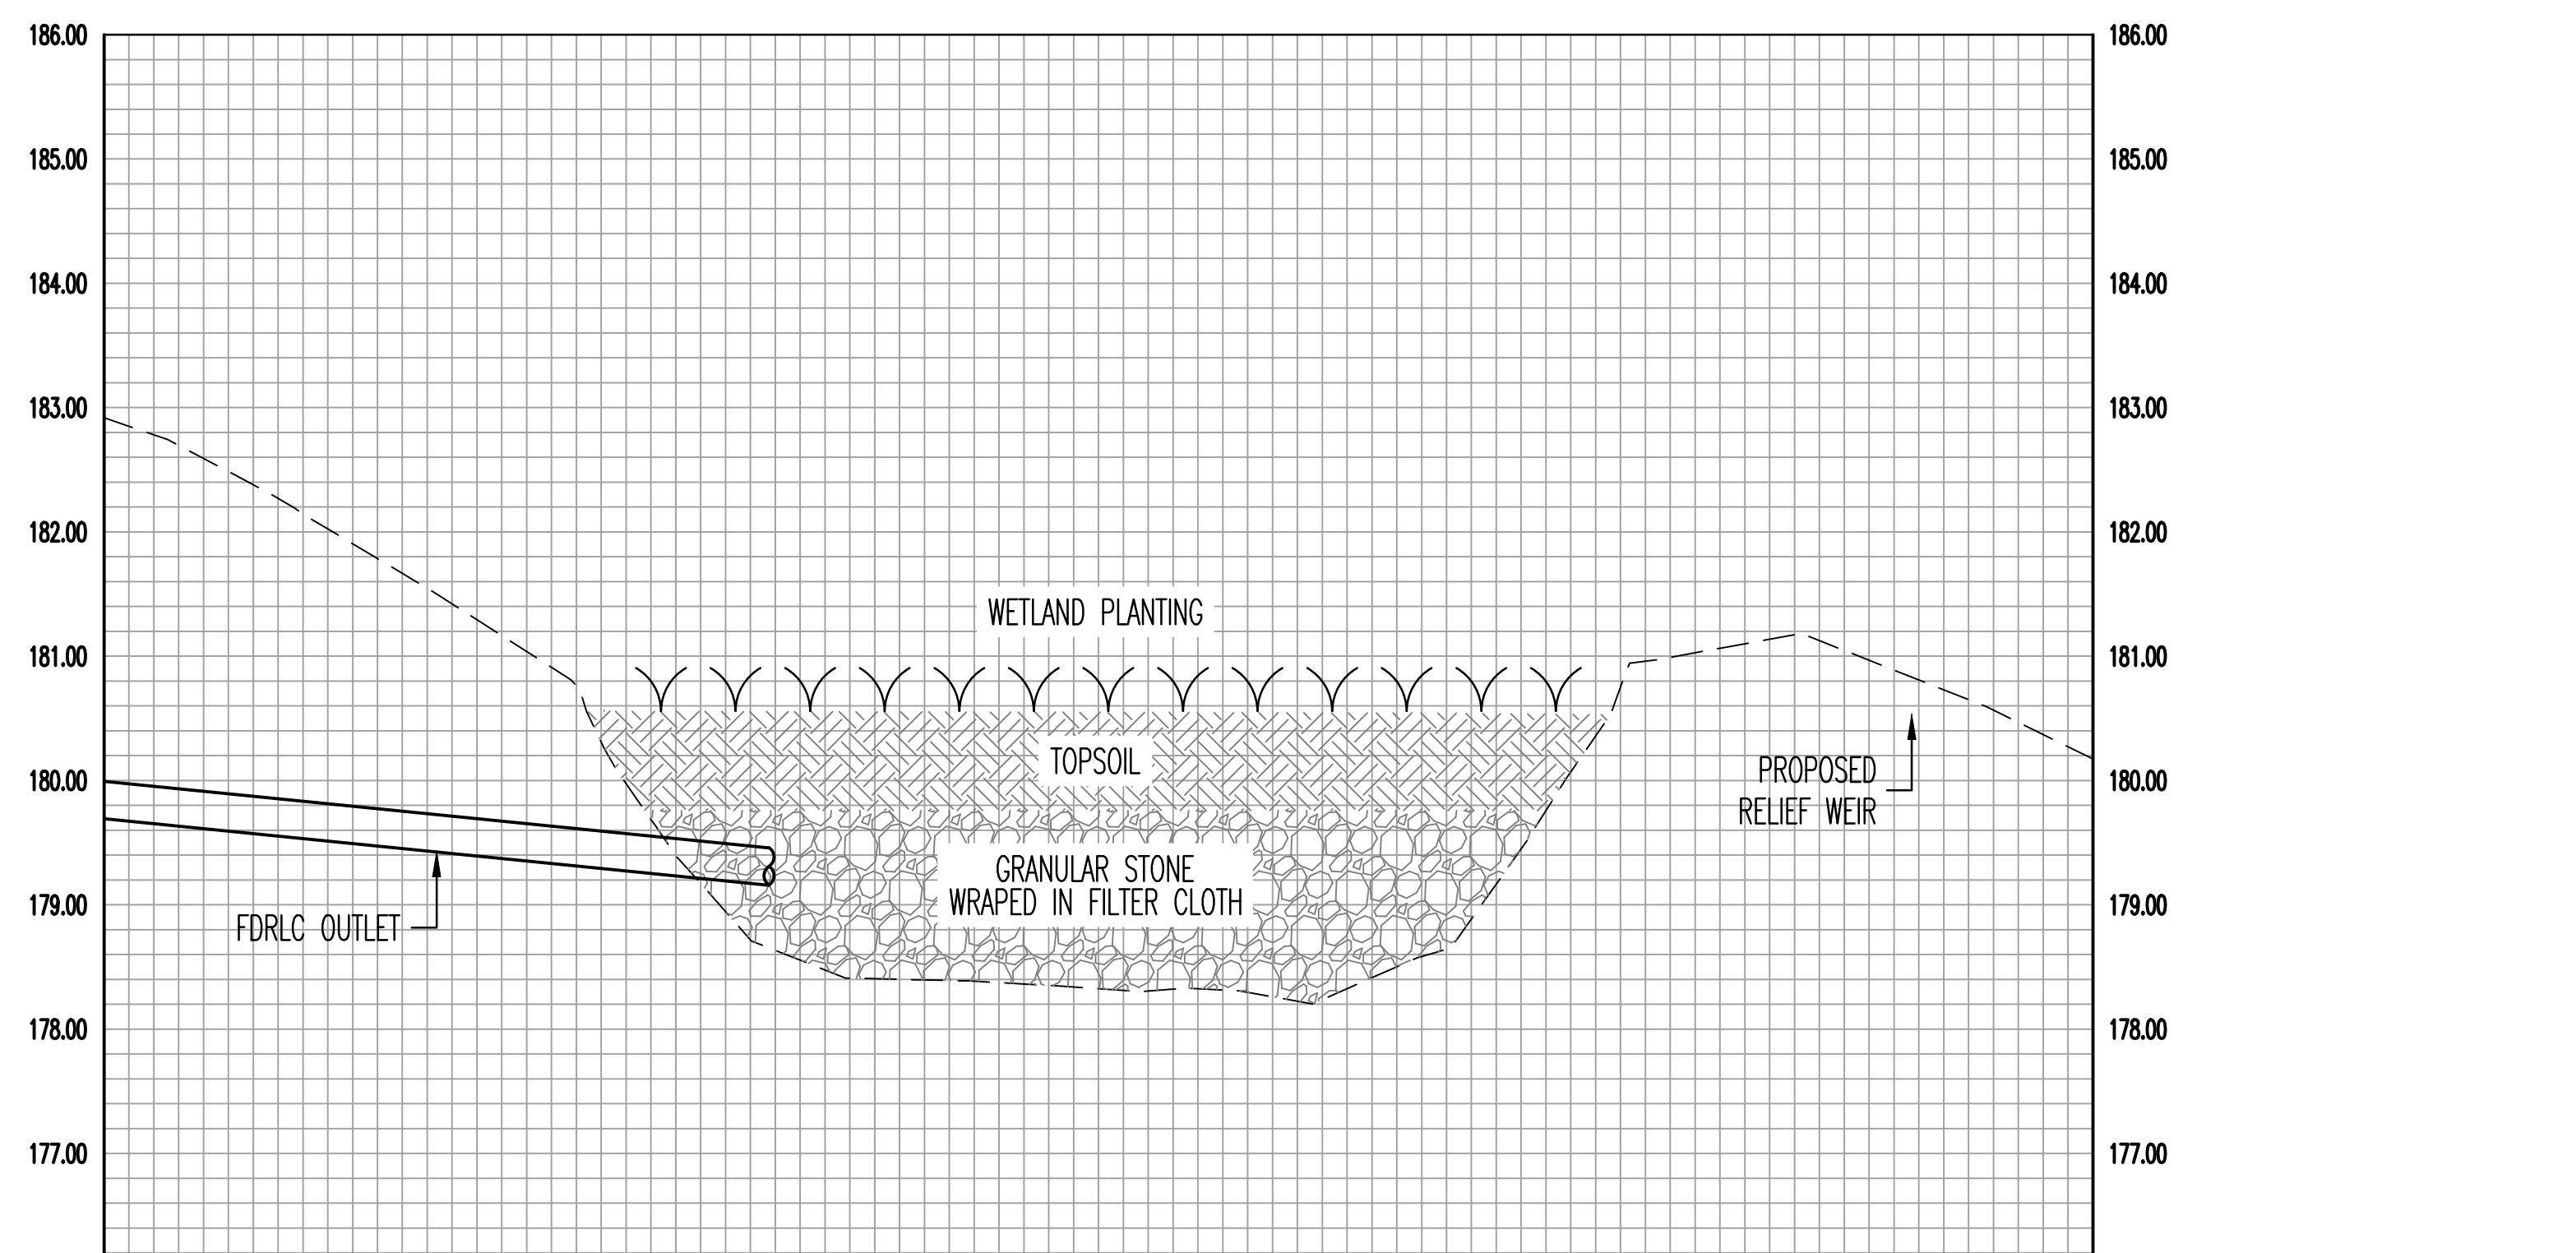 186.00 186.00
185.00 185.00
184.00 184.00
183.00 183.00
182.00 182.00
WETLAND PLANTING
181.00 181.00
TOPSOIL
PROPOSED
RELIEF WEIR
180.00 180.00
GRANULAR STONE
WRAPED IN FILTER CLOTH
179.00 179.00
FDRLC OUTLET
178.00 178.00
177.00 177.00